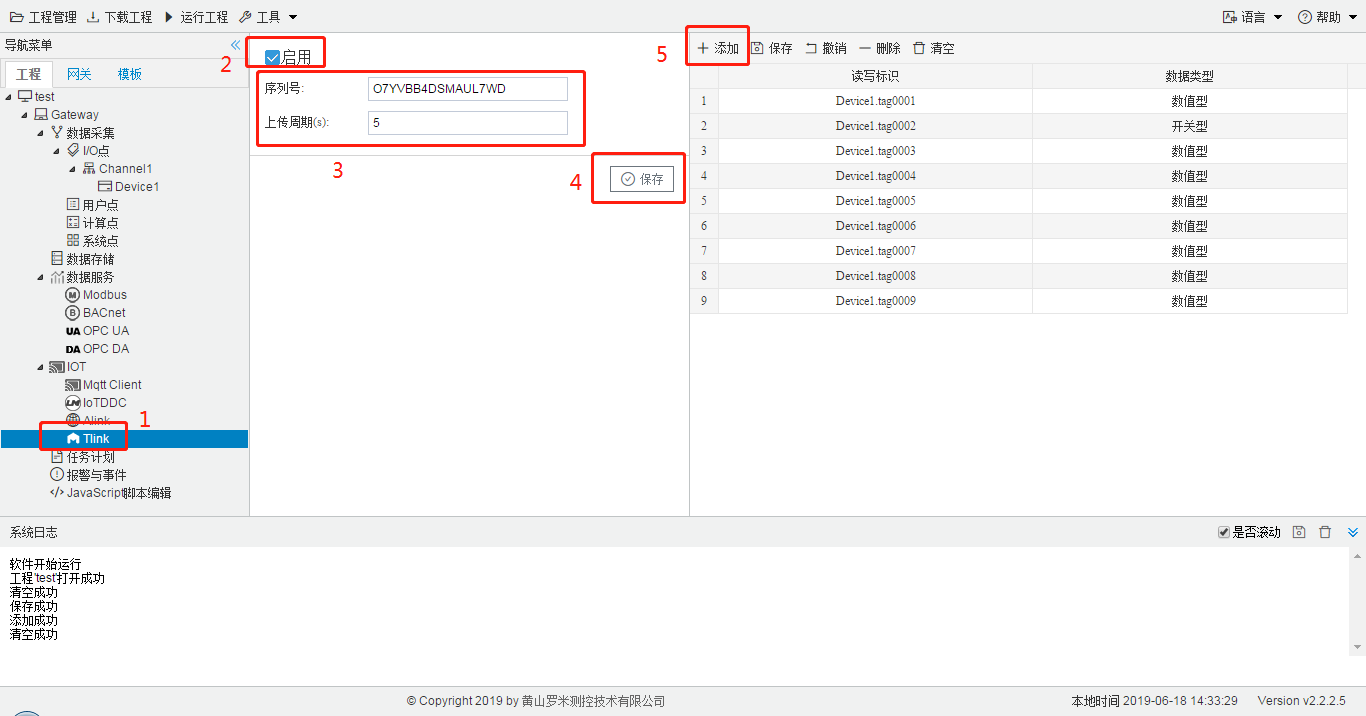 工程管理 下载工程 运行工程 工具 语言 帮助
导航菜单
工程 网关 模板
test
Gateway
数据采集
I/O点
Channel1
Device1
用户点
计算点
系统点
数据存储
数据服务
M Modbus
B BACnet
UA OPC UA
DA OPC DA
IOT
Mqtt Client
IoTDDC
Alink
Tlink
任务计划
报警与事件
</> JavaScript脚本编辑
1
2
启用
序列号: O7YVBB4DSMAUL7WD
上传周期(s): 5
3
4
保存
5
添加 保存 撤销 删除 清空
读写标识 数据类型
1 Device1.tag0001 数值型
2 Device1.tag0002 开关型
3 Device1.tag0003 数值型
4 Device1.tag0004 数值型
5 Device1.tag0005 数值型
6 Device1.tag0006 数值型
7 Device1.tag0007 数值型
8 Device1.tag0008 数值型
9 Device1.tag0009 数值型
系统日志 是否滚动
软件开始运行
工程'test'打开成功
清空成功
保存成功
添加成功
清空成功
© Copyright 2019 by 黄山罗米测控技术有限公司 本地时间 2019-06-18 14:33:29 Version v2.2.2.5